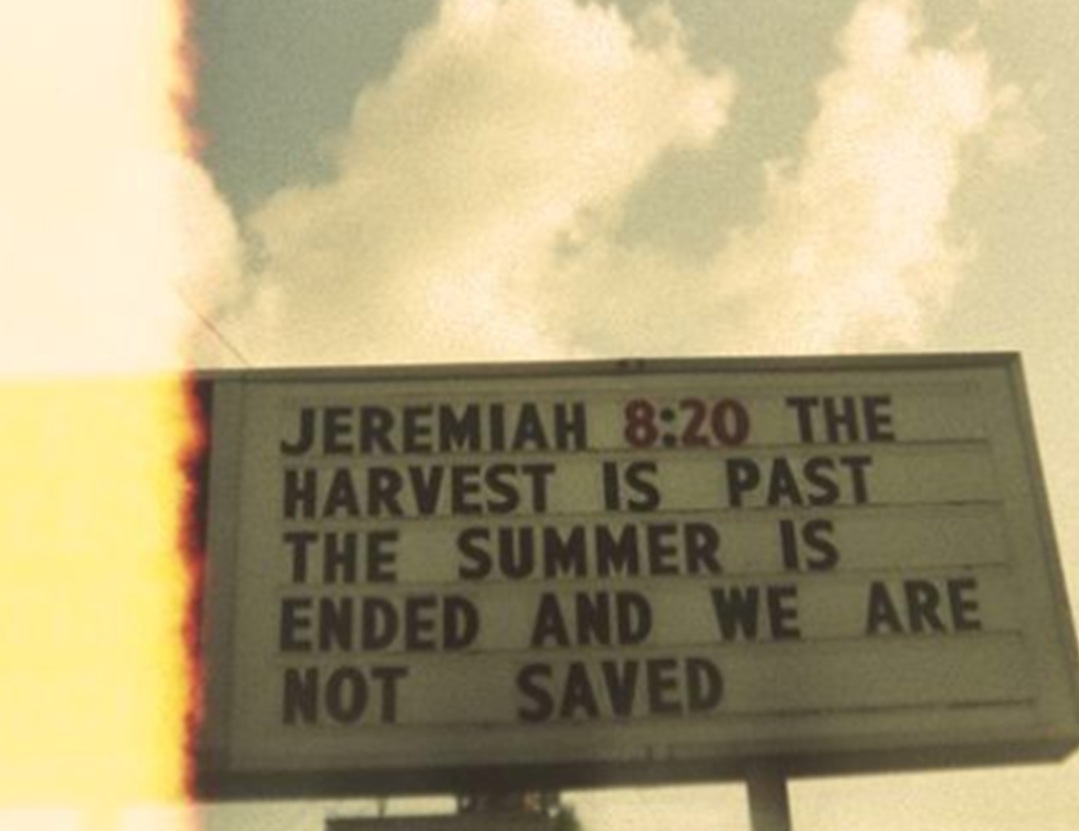 JEREMIAH 8:20 THE
HARVEST IS PAST
THE SUMMER IS
ENDED AND WE ARE
NOT SAVED